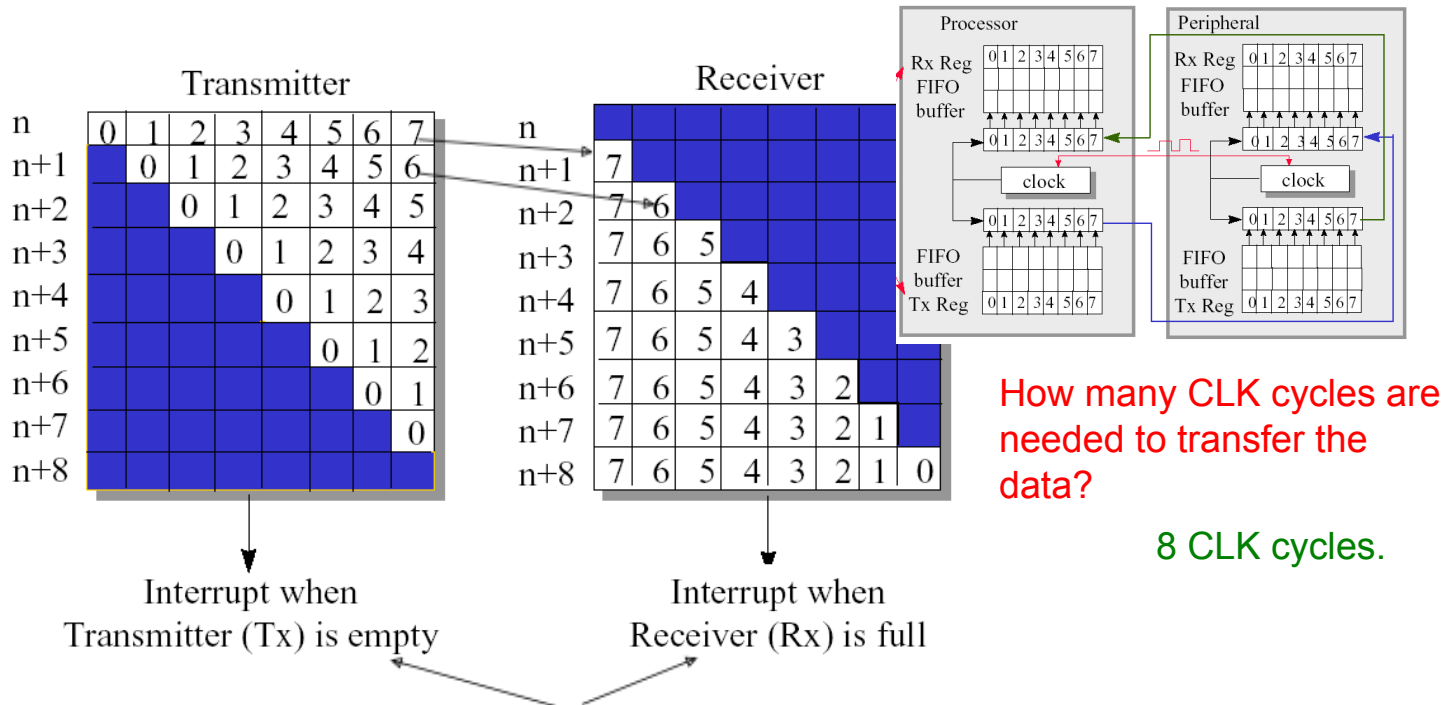 Transmitter
n 0 1 2 3 4 5 6 7
n+1 0 1 2 3 4 5 6
n+2 0 1 2 3 4 5
n+3 0 1 2 3 4
n+4 0 1 2 3
n+5 0 1 2
n+6 0 1
n+7 0
n+8
Interrupt when
Transmitter (Tx) is empty
Receiver
n
n+1 7
n+2 7 6
n+3 7 6 5
n+4 7 6 5 4
n+5 7 6 5 4 3
n+6 7 6 5 4 3 2
n+7 7 6 5 4 3 2 1
n+8 7 6 5 4 3 2 1 0
Interrupt when
Receiver (Rx) is full
Processor
Rx Reg 0 1 2 3 4 5 6 7
FIFO
buffer
0 1 2 3 4 5 6 7
clock
0 1 2 3 4 5 6 7
FIFO
buffer
Tx Reg 0 1 2 3 4 5 6 7
Peripheral
Rx Reg 0 1 2 3 4 5 6 7
FIFO
buffer
0 1 2 3 4 5 6 7
clock
0 1 2 3 4 5 6 7
FIFO
buffer
Tx Reg 0 1 2 3 4 5 6 7
How many CLK cycles are
needed to transfer the
data?
8 CLK cycles.